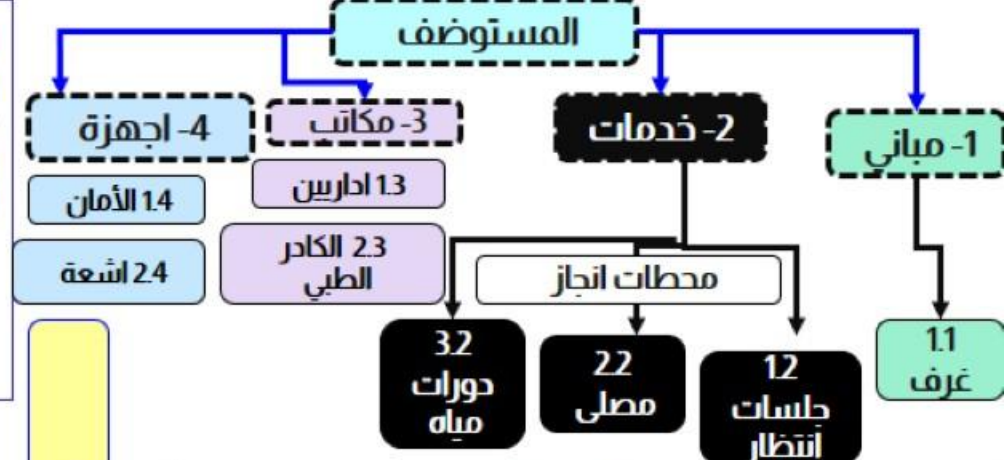 المستوضف
1- مباني
2- خدمات
3- مكاتب
4- اجهزة
1.3 اداريين
1.4 الأمان
2.3 الكادر
الطبي
2.4 اشعة
محطات انجاز
1.1
غرف
1.2
جلسات
انتظار
2.2
مصلى
3.2
دورات
مياه